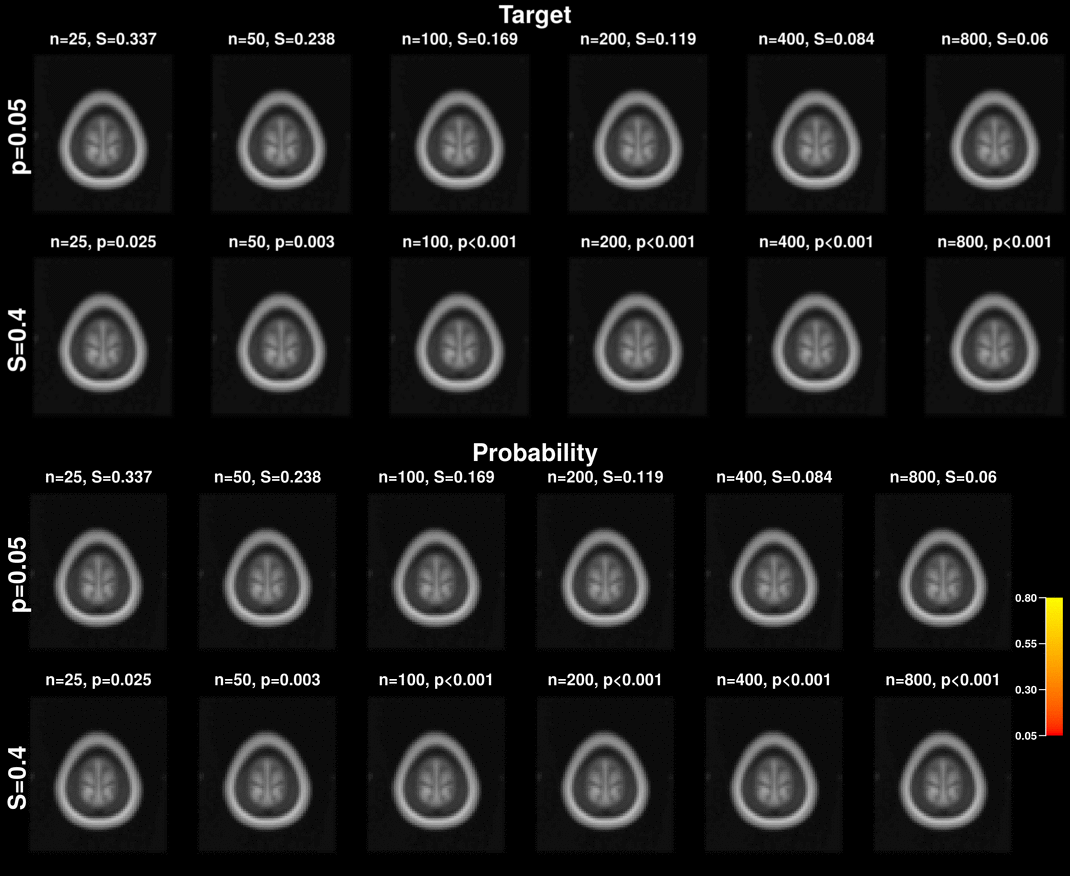 Target
n=25, S=0.337 n=50, S=0.238 n=100, S=0.169 n=200, S=0.119 n=400, S=0.084 n=800, S=0.06
p=0.05
n=25, p=0.025 n=50, p=0.003 n=100, p<0.001 n=200, p<0.001 n=400, p<0.001 n=800, p<0.001
S=0.4
Probability
n=25, S=0.337 n=50, S=0.238 n=100, S=0.169 n=200, S=0.119 n=400, S=0.084 n=800, S=0.06
p=0.05
n=25, p=0.025 n=50, p=0.003 n=100, p<0.001 n=200, p<0.001 n=400, p<0.001 n=800, p<0.001
S=0.4
0.80
0.55
0.30
0.05